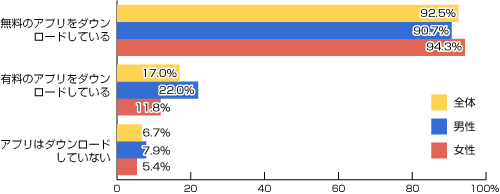 無料のアプリをダウン
ロードしている
92.5%
90.7%
94.3%
有料のアプリをダウン
ロードしている
17.0%
22.0%
11.8%
アプリはダウンロード
していない
6.7%
7.9%
5.4%
全体
男性
女性
0 20 40 60 80 100%